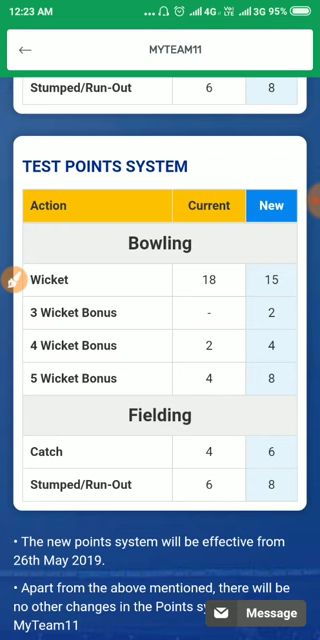 12:23 AM ... 4G Vo) LTE 3G 95%
MYTEAM11
Stumped/Run-Out 6 8
TEST POINTS SYSTEM
Action Current New
Bowling
Wicket 18 15
3 Wicket Bonus - 2
4 Wicket Bonus 2 4
5 Wicket Bonus 4 8
Fielding
Catch 4 6
Stumped/Run-Out 6 8
• The new points system will be effective from
26th May 2019.
• Apart from the above mentioned, there will be
no other changes in the Points
MyTeam11
Message